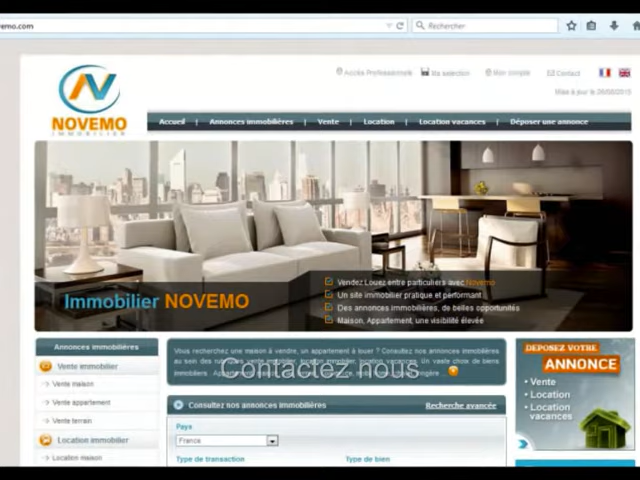 emo.com
Rechercher
Accès Professionnels
Ma selection
Mon compte
Contact
Mise à jour le 26/06/2015
NOVEMO
IMMOBILIER
Accueil | Annonces immobilières | Vente | Location | Location vacances | Déposer une annonce
Immobilier NOVEMO
Vendez Louez entre particuliers avec Novemo
Un site immobilier pratique et performant
Des annonces immobilières, de belles opportunités
Maison, Appartement, une visibilité élevée
Annonces immobilières
Vente immobilier
Vente maison
Vente appartement
Vente terrain
Location immobilier
Location maison
Vous recherchez une maison à vendre, un appartement à louer ? Consultez nos annonces immobilières
Contactez nous
Consultez nos annonces immobilières
Recherche avancée
Pays
France
Type de transaction
Type de bien
DEPOSEZ VOTRE
ANNONCE
• Vente
• Location
• Location
vacances